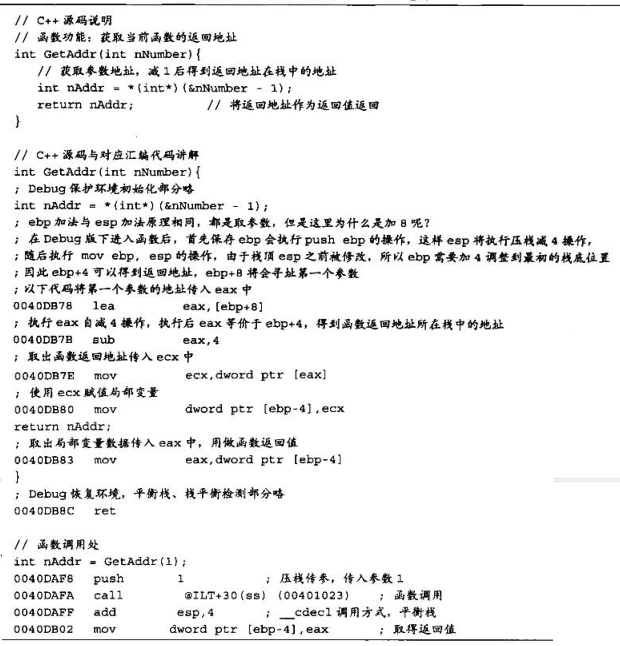 // C++ 源码说明
// 函数功能：获取当前函数的返回地址
int GetAddr(int nNumber){
// 获取参数地址，减1后得到返回地址在栈中的地址
int nAddr = *(int*)(&nNumber - 1);
return nAddr; // 将返回地址作为返回值返回
}
// C++ 源码与对应汇编代码讲解
int GetAddr(int nNumber){
; Debug 保护环境初始化部分略
int nAddr = *(int*)(&nNumber - 1);
; ebp 加法与 esp 加法原理相同，都是取参数，但是这里为什么是加 8 呢?
; 在 Debug 版下进入函数后，首先保存 ebp 会执行 push ebp 的操作，这样 esp 将执行压栈减 4 操作，
; 随后执行 mov ebp, esp 的操作，由于栈顶 esp 之前被修改，所以 ebp 需要加 4 调整到最初的栈底位置
; 因此 ebp+4 可以得到返回地址，ebp+8 将会寻址第一个参数
; 以下代码将第一个参数的地址传入 eax 中
0040DB78 lea eax,[ebp+8]
; 执行 eax 自减 4 操作，执行后 eax 等价于 ebp+4，得到函数返回地址所在栈中的地址
0040DB7B sub eax,4
; 取出函数返回地址传入 ecx 中
0040DB7E mov ecx,dword ptr [eax]
; 使用 ecx 赋值局部变量
0040DB80 mov dword ptr [ebp-4],ecx
return nAddr;
; 取出局部变量数据传入 eax 中，用做函数返回值
0040DB83 mov eax,dword ptr [ebp-4]
}
; Debug 恢复环境，平衡栈、栈平衡检测部分略
0040DB8C ret
// 函数调用处
int nAddr = GetAddr(1);
0040DAF8 push 1 ; 压栈传参，传入参数 1
0040DAFA call @ILT+30(ss) (00401023) ; 函数调用
0040DAFF add esp,4 ; __cdecl 调用方式，平衡栈
0040DB02 mov dword ptr [ebp-4],eax ; 取得返回值